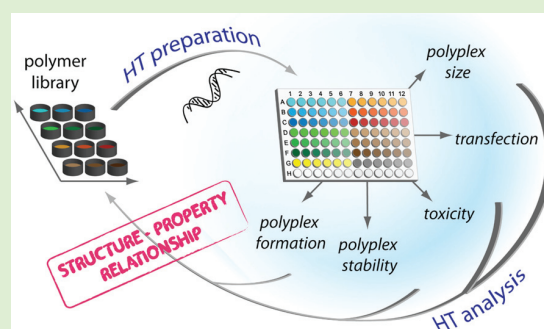 polymer
library
HT preparation
1 2 3 4 5 6 7 8 9 10 11 12
A
B
C
D
E
F
G
H
polyplex
size
transfection
toxicity
polyplex
stability
polyplex
formation
HT analysis
STRUCTURE - PROPERTY
RELATIONSHIP